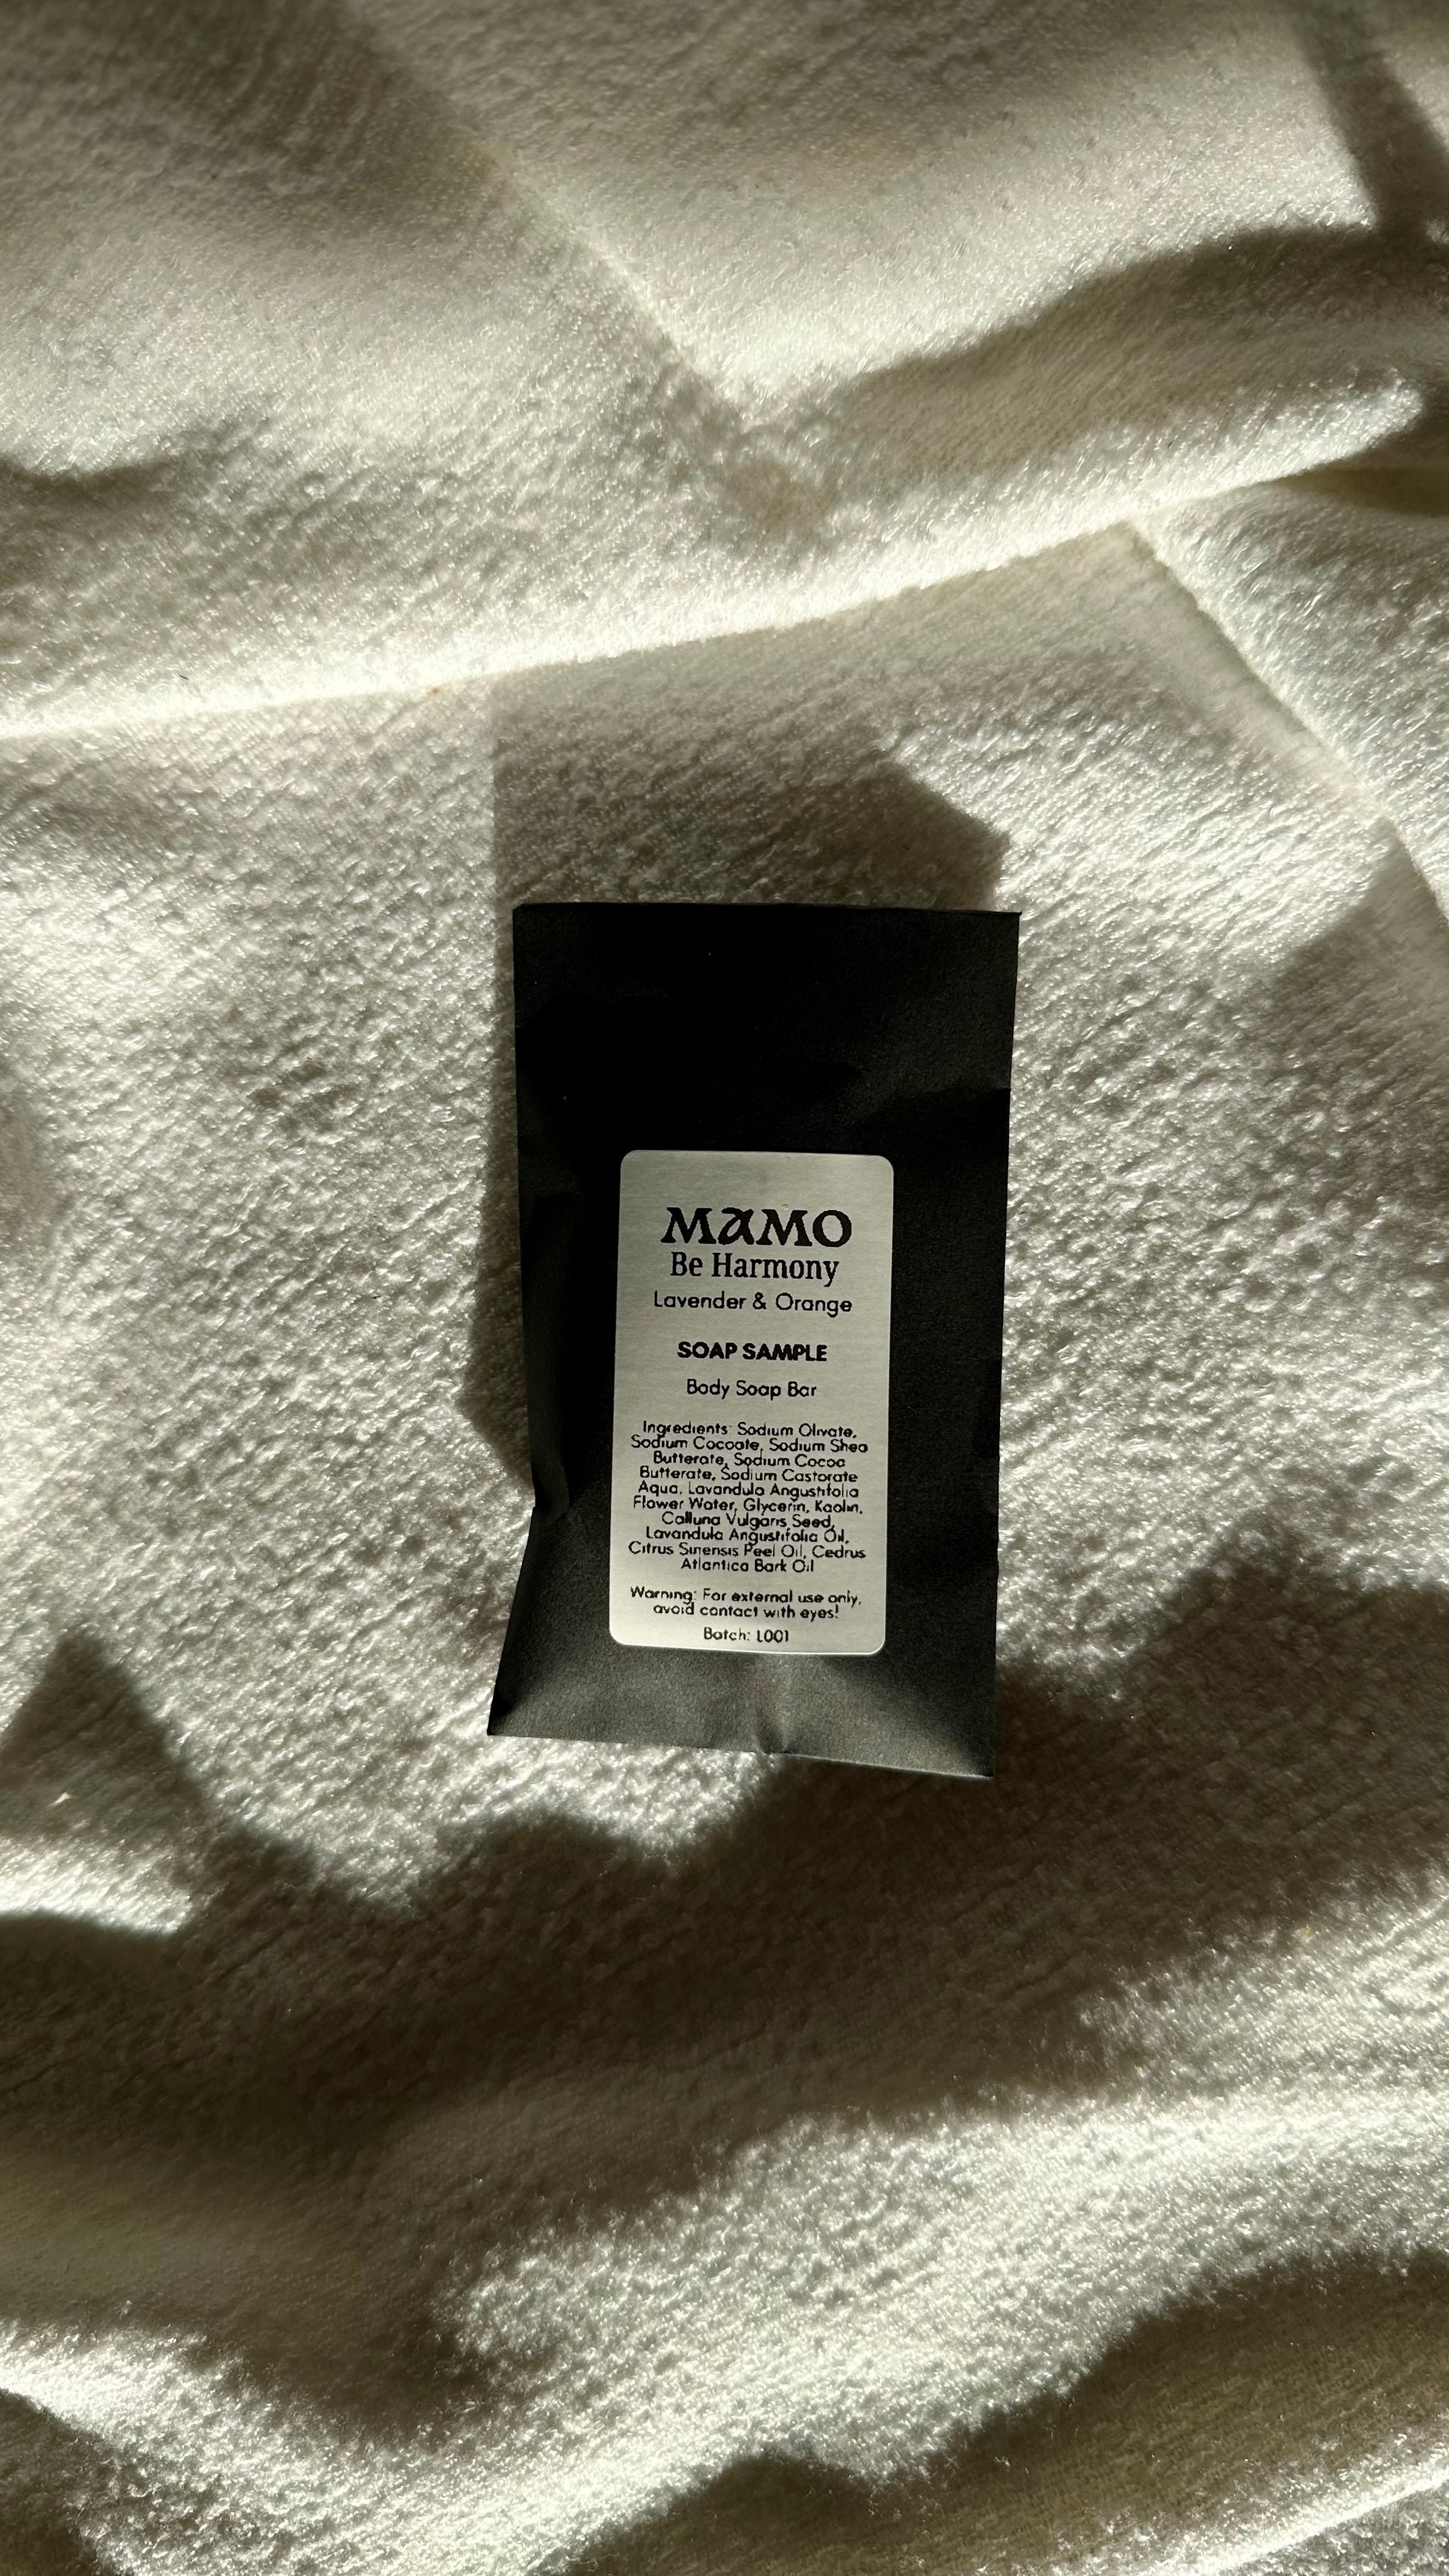 MAMO
Be Harmony
Lavender & Orange
SOAP SAMPLE
Body Soap Bar
Ingredients: Sodium Olivate,
Sodium Cocoate, Sodium Shea
Butterate, Sodium Cocoa
Butterate, Sodium Castorate
Aqua, Lavandula Angustifolia
Flower Water, Glycerin, Kaolin,
Calluna Vulgaris Seed,
Lavandula Angustifolia Oil,
Citrus Sinensis Peel Oil, Cedrus
Atlantica Bark Oil
Warning: For external use only,
avoid contact with eyes!
Batch: L001